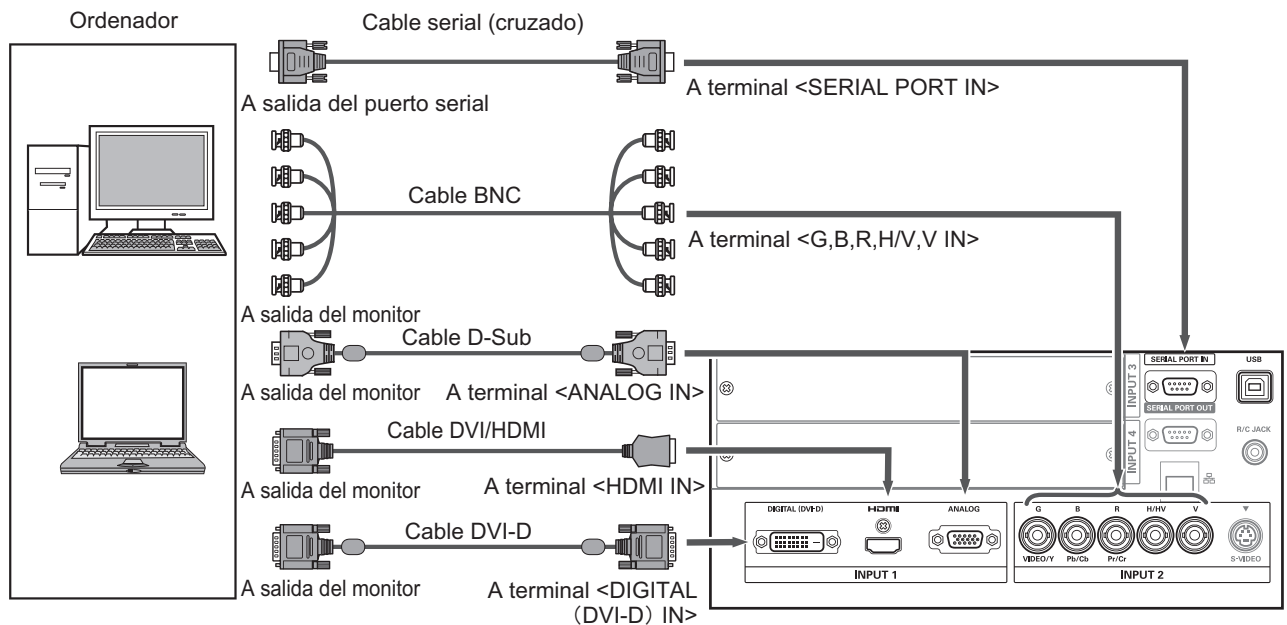 Ordenador
Cable serial (cruzado)
A salida del puerto serial
A terminal <SERIAL PORT IN>
Cable BNC
A terminal <G,B,R,H/V,V IN>
A salida del monitor
Cable D-Sub
A salida del monitor
A terminal <ANALOG IN>
Cable DVI/HDMI
A salida del monitor
A terminal <HDMI IN>
Cable DVI-D
A salida del monitor
A terminal <DIGITAL
(DVI-D) IN>
INPUT 3
SERIAL PORT IN
USB
SERIAL PORT OUT
INPUT 4
R/C JACK
DIGITAL (DVI-D)
HDMI
ANALOG
INPUT 1
G
B
R
H/HV
V
VIDEO/Y
Pb/Cb
Pr/Cr
S-VIDEO
INPUT 2